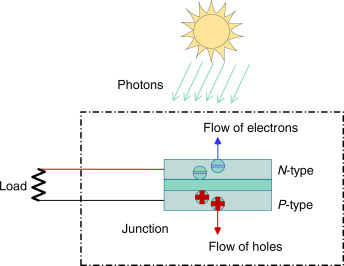 Photons
Flow of electrons
N-type
Load
P-type
Junction
Flow of holes